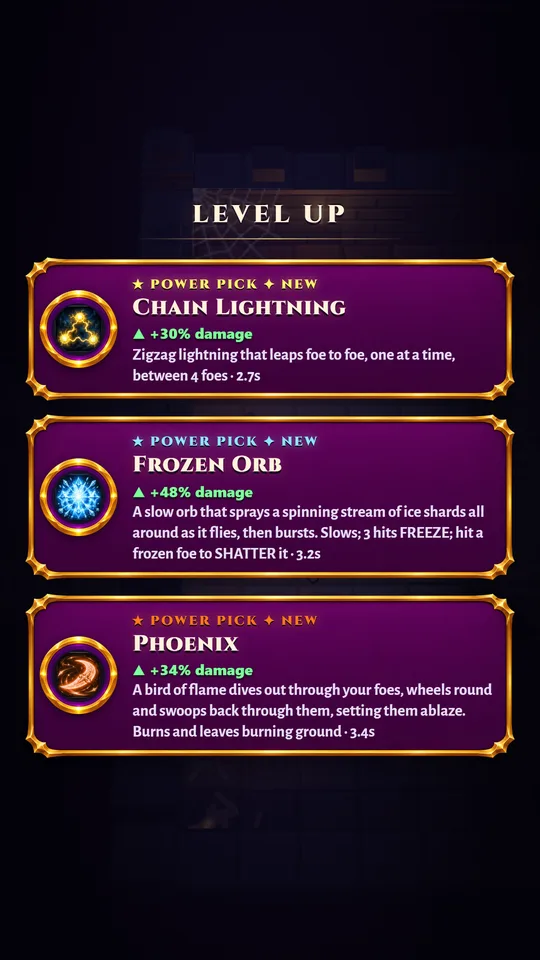 LEVEL UP
★ POWER PICK ✦ NEW
CHAIN LIGHTNING
▲ +30% damage
Zigzag lightning that leaps foe to foe, one at a time,
between 4 foes · 2.7s
★ POWER PICK ✦ NEW
FROZEN ORB
▲ +48% damage
A slow orb that sprays a spinning stream of ice shards all
around as it flies, then bursts. Slows; 3 hits FREEZE; hit a
frozen foe to SHATTER it · 3.2s
★ POWER PICK ✦ NEW
PHOENIX
▲ +34% damage
A bird of flame dives out through your foes, wheels round
and swoops back through them, setting them ablaze.
Burns and leaves burning ground · 3.4s